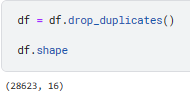 df = df.drop_duplicates()
df.shape
(28623, 16)